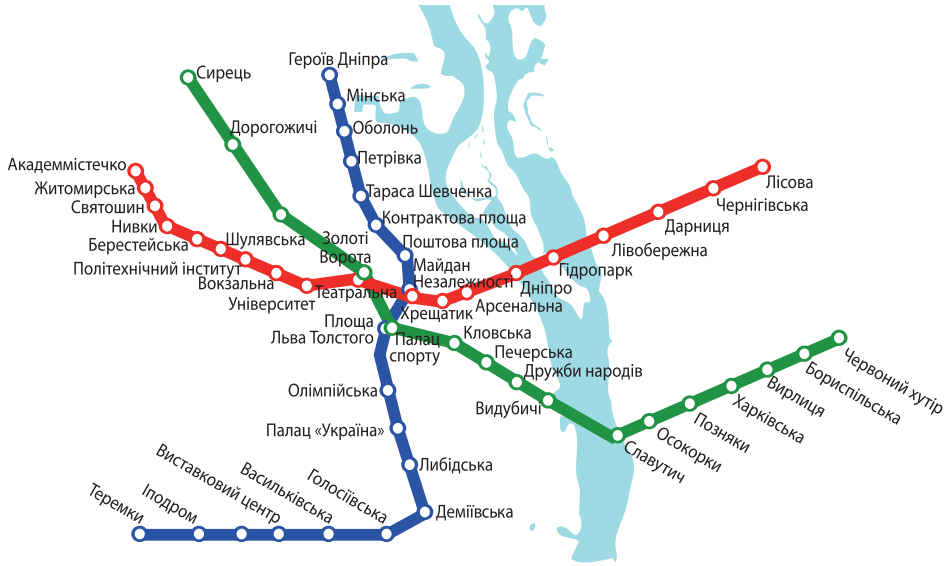 Героїв Дніпра
Сирець
Мінська
Дорогожичі
Оболонь
Петрівка
Академмістечко
Лісова
Житомирська
Тараса Шевченка
Чернігівська
Святошин
Контрактова площа
Нивки
Дарниця
Берестейська
Шулявська
Золоті
Ворота
Поштова площа
Лівобережна
Політехнічний інститут
Майдан
Незалежності
Гідропарк
Вокзальна
Дніпро
Університет
Театральна
Хрещатик
Арсенальна
Площа
Льва Толстого
Палац
спорту
Кловська
Печерська
Дружби народів
Видубичі
Червоний хутір
Бориспільська
Вирлиця
Харківська
Позняки
Осокорки
Славутич
Олімпійська
Палац «Україна»
Либідська
Деміївська
Голосіївська
Васильківська
Виставковий центр
Іподром
Теремки